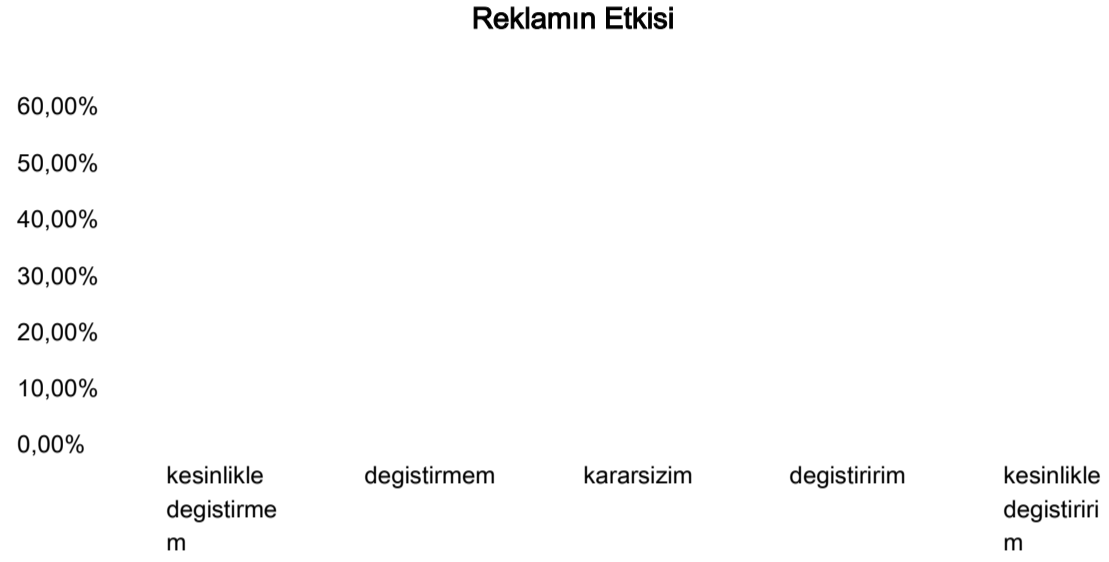 Reklamın Etkisi
60,00%
50,00%
40,00%
30,00%
20,00%
10,00%
0,00%
kesinlikle
degistirme
m
degistirmem
kararsizim
degistiririm
kesinlikle
degistiriri
m